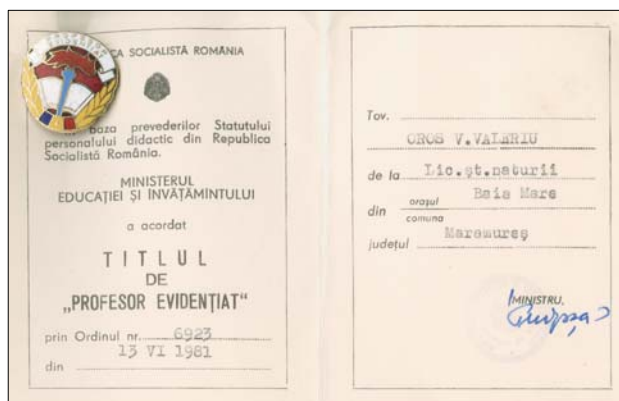 CA SOCIALISTĂ ROMÂNIA
baza prevederilor Statutului
personalului didactic din Republica
Socialistă România.
MINISTERUL
EDUCAȚIEI ȘI ÎNVĂȚĂMÎNTULUI
a acordat
TITLUL
DE
„PROFESOR EVIDENȚIAT“
prin Ordinul nr. 6923
13 VI 1981
din
Tov.
OROS V.VALERIU
de la Lic.șt.naturii
din orașul Baia Mare
comuna
județul Maramureș
MINISTRU,